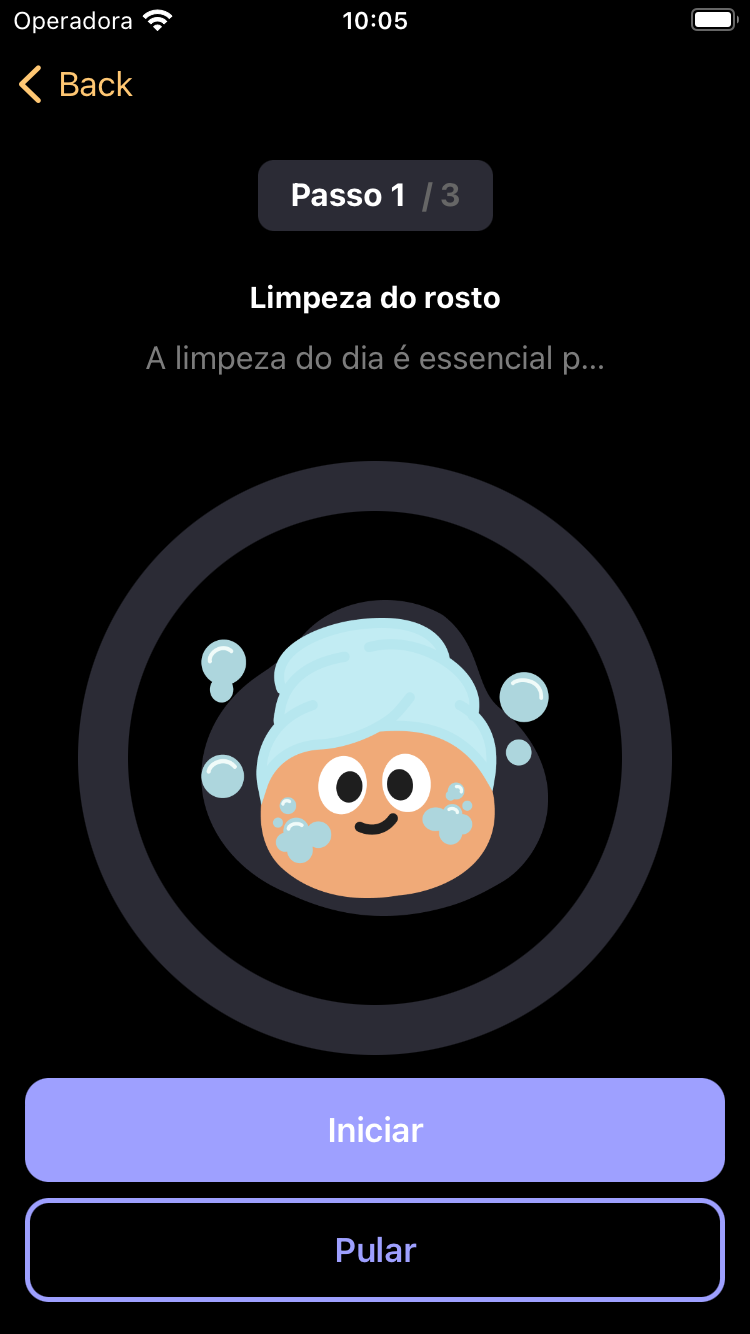 Operadora 10:05
Back
Passo 1 / 3
Limpeza do rosto
A limpeza do dia é essencial p...
Iniciar
Pular